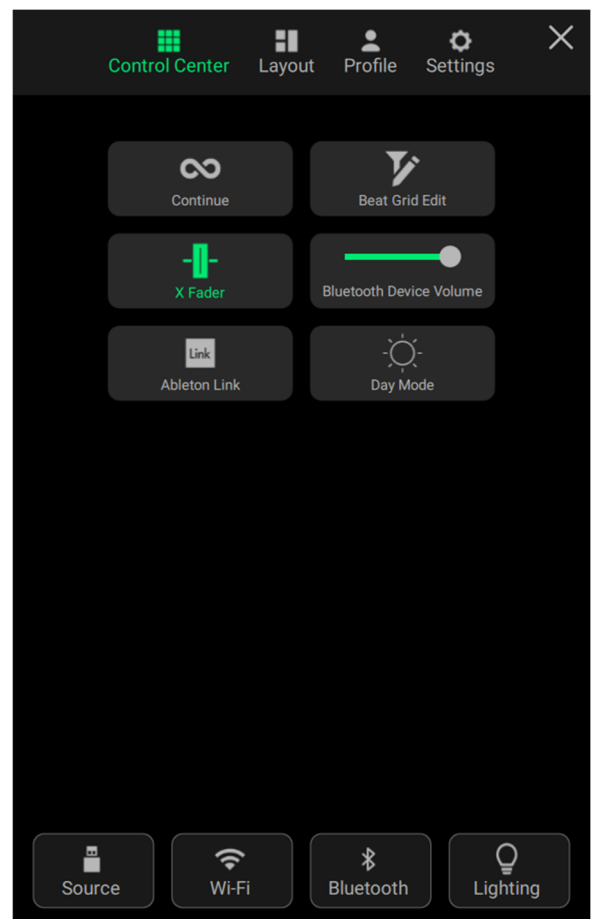 Control Center Layout Profile Settings
Continue Beat Grid Edit
X Fader Bluetooth Device Volume
Link
Ableton Link Day Mode
Source Wi-Fi Bluetooth Lighting